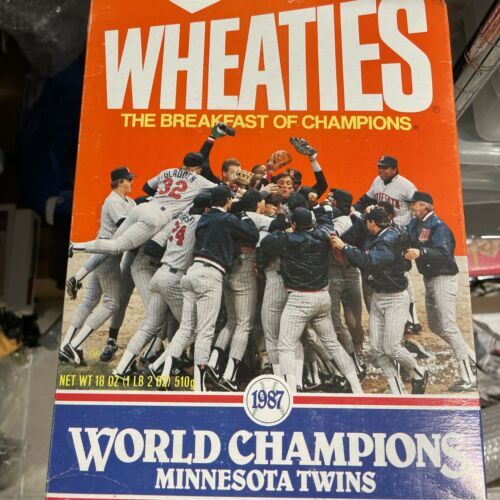 WHEATIES ®
THE BREAKFAST OF CHAMPIONS ®
GLADDEN
32
24
NET WT 18 OZ (1 LB 2 OZ) 510g
1987
WORLD CHAMPIONS
MINNESOTA TWINS